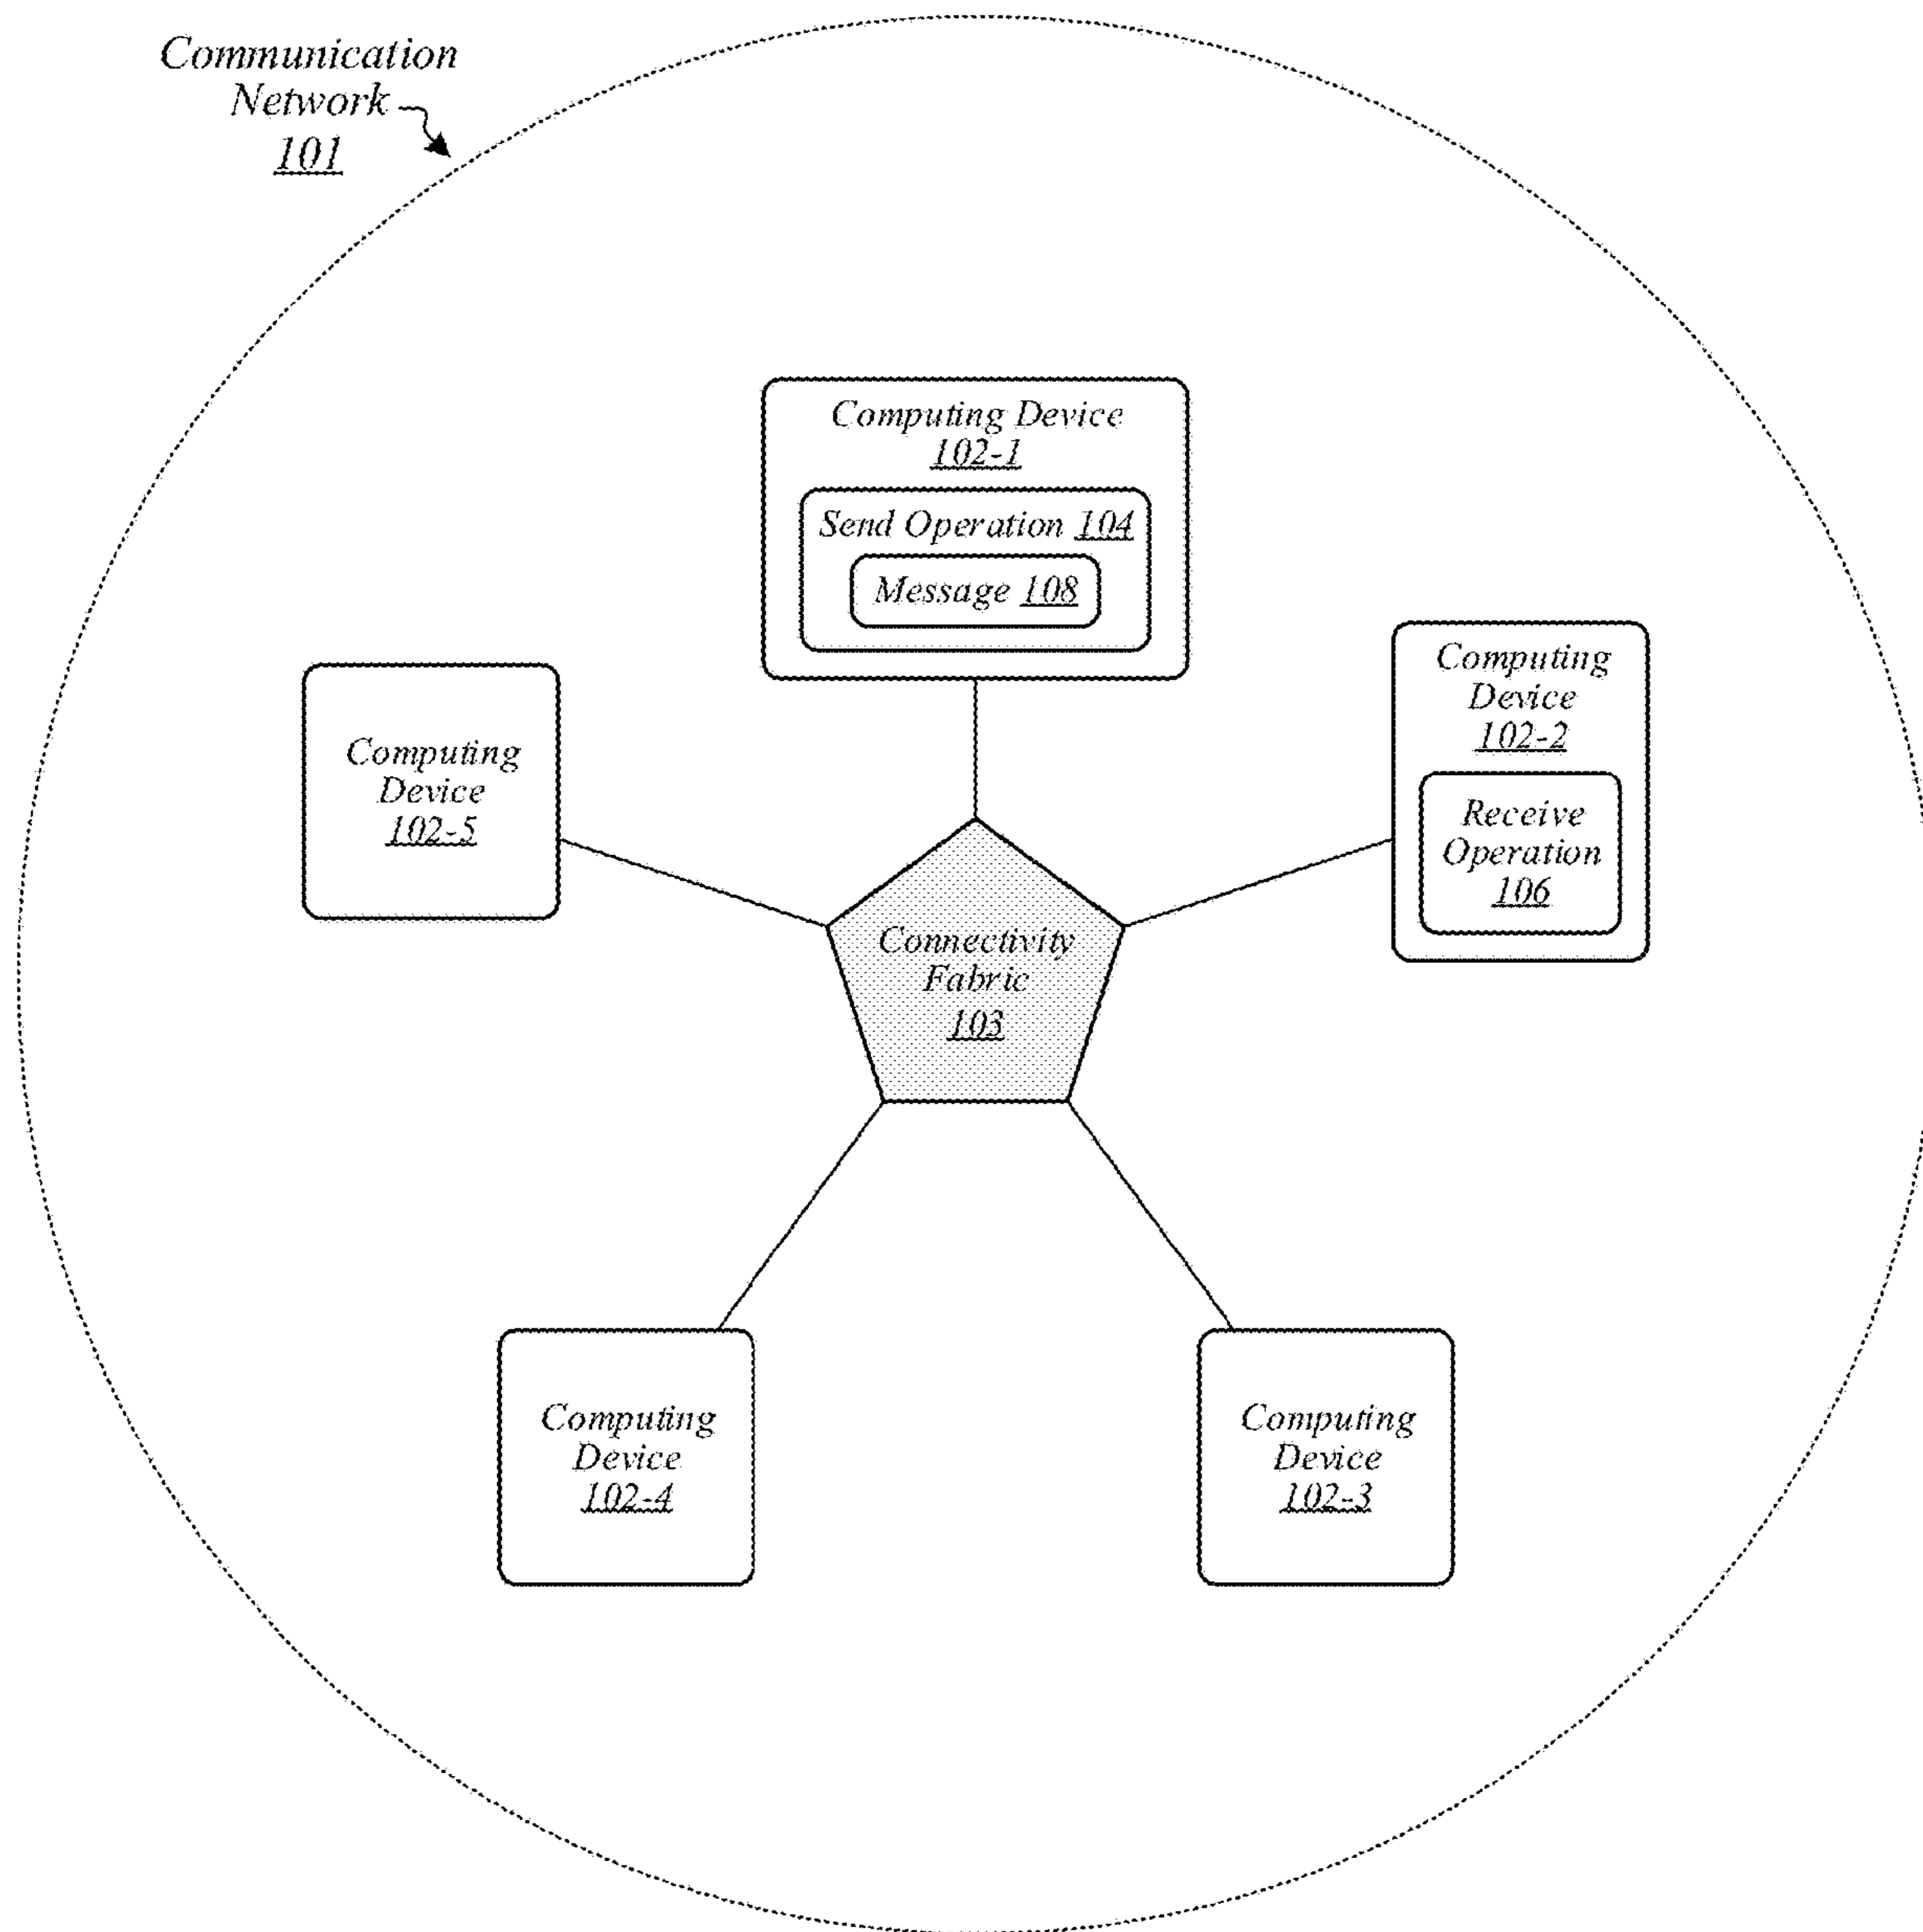 Communication
Network
101
Computing Device
102-1
Send Operation 104
Message 108
Computing
Device
102-2
Receive
Operation
106
Computing
Device
102-5
Connectivity
Fabric
103
Computing
Device
102-4
Computing
Device
102-3